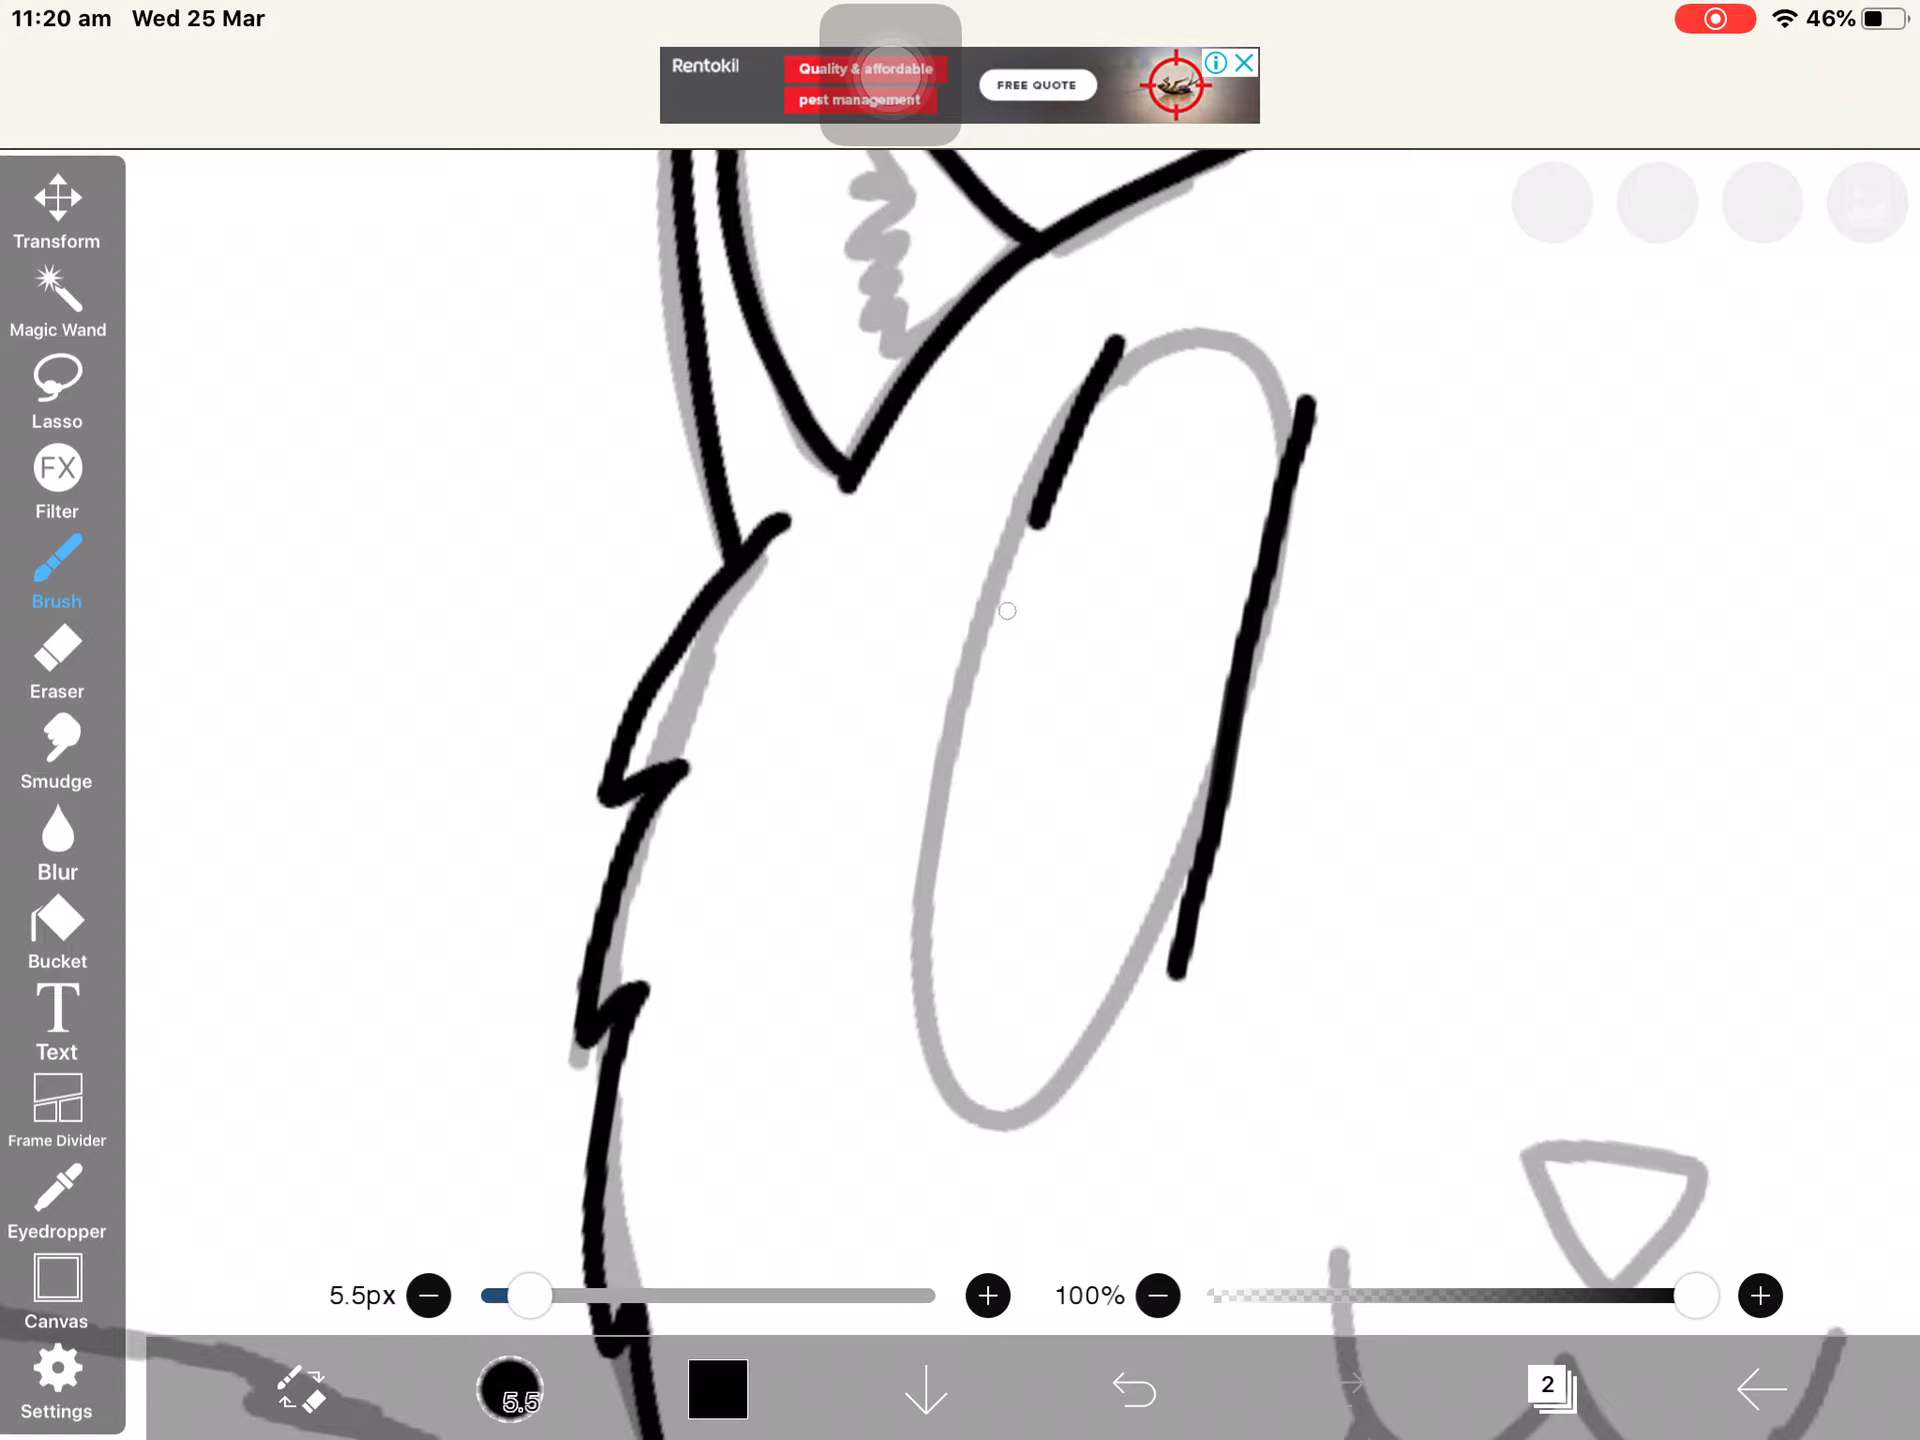 11:20 am Wed 25 Mar
46%
Rentokil
Quality & affordable
pest management
FREE QUOTE
Transform
Magic Wand
Lasso
FX
Filter
Brush
Eraser
Smudge
Blur
Bucket
T
Text
Frame Divider
Eyedropper
Canvas
Settings
5.5px
100%
5.5
2